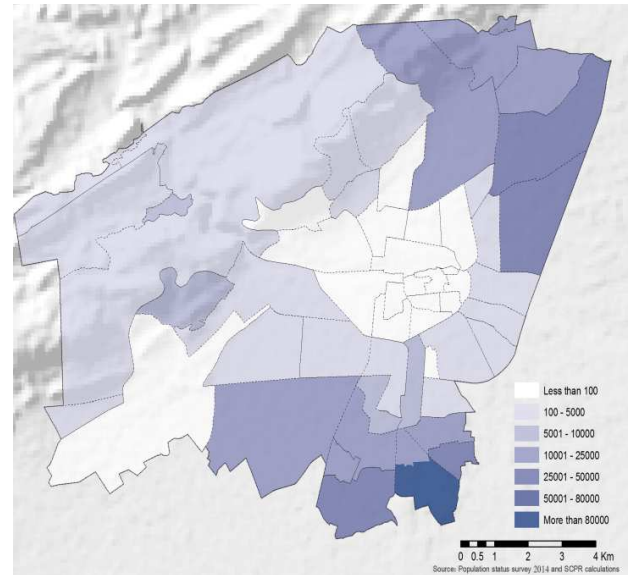 Less than 100
100 - 5000
5001 - 10000
10001 - 25000
25001 - 50000
50001 - 80000
More than 80000
0 0.5 1 2 3 4 Km
Source: Population status survey 2014 and SCPR calculations